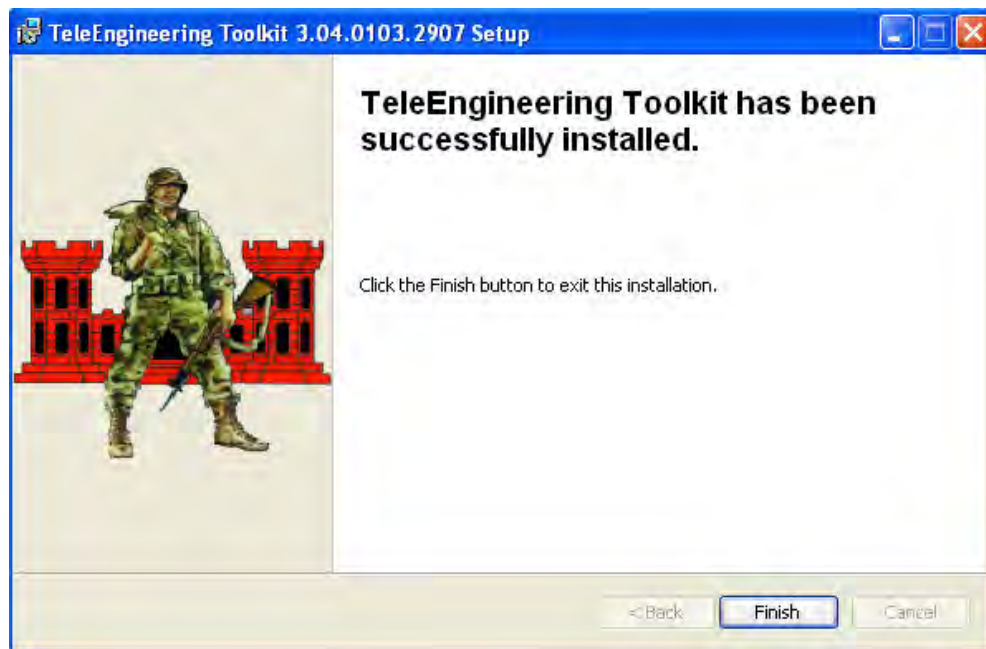 TeleEngineering Toolkit 3.04.0103.2907 Setup
TeleEngineering Toolkit has been
successfully installed.
Click the Finish button to exit this installation.
< Back
Finish
Cancel